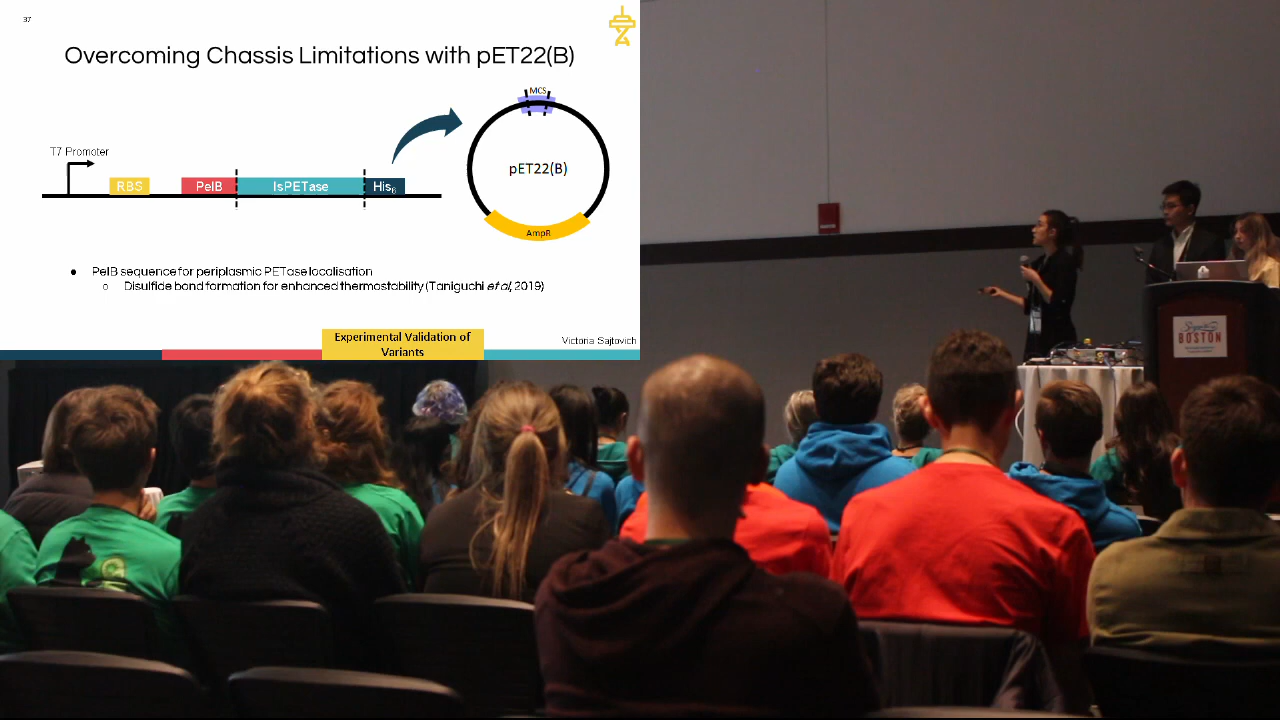 37
Overcoming Chassis Limitations with pET22(B)
MCS
T7 Promoter
pET22(B)
RBS
PelB
IsPETase
His6
AmpR
● PelB sequence for periplasmic PETase localisation
○ Disulfide bond formation for enhanced thermostability (Taniguchi et al, 2019)
Experimental Validation of
Variants
Victoria Sajtovich
BOSTON